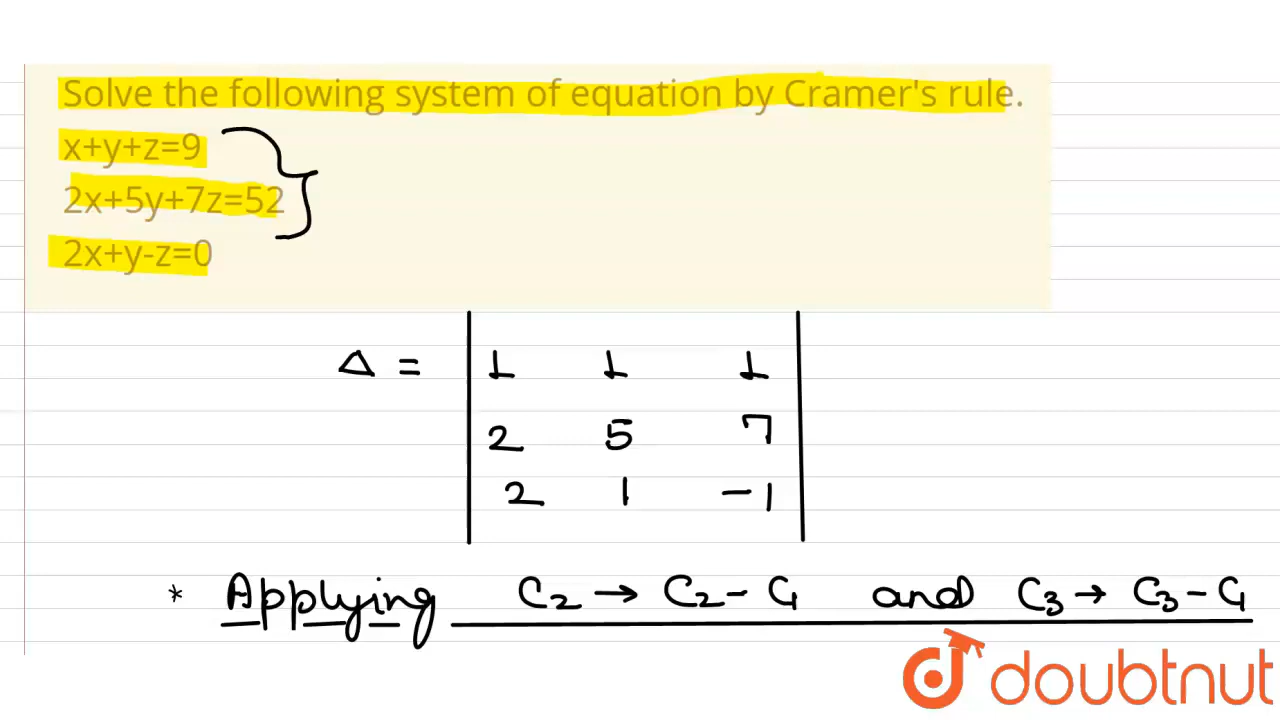 Solve the following system of equation by Cramer's rule.
x+y+z=9
2x+5y+7z=52
2x+y-z=0
Δ =
1 1 1
2 5 7
2 1 -1
* Applying C₂ → C₂ - C₁ and C₃ → C₃ - C₁
doubtnut